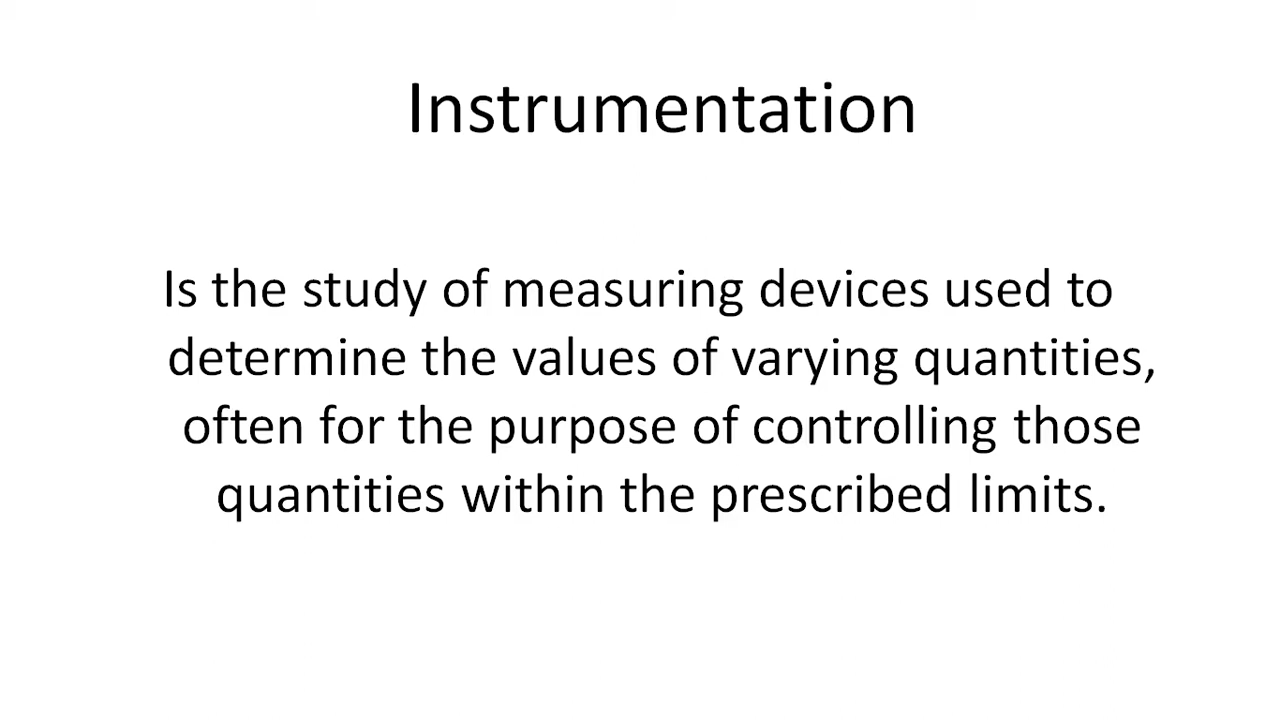 Instrumentation
Is the study of measuring devices used to
determine the values of varying quantities,
often for the purpose of controlling those
quantities within the prescribed limits.